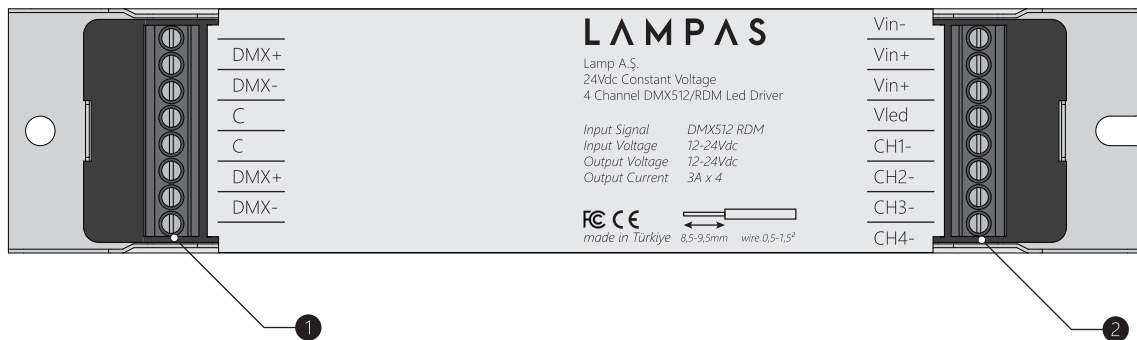 DMX+
DMX-
C
C
DMX+
DMX-
LAMPAS
Lamp A.Ş.
24Vdc Constant Voltage
4 Channel DMX512/RDM Led Driver
Input Signal DMX512 RDM
Input Voltage 12-24Vdc
Output Voltage 12-24Vdc
Output Current 3A x 4
FC CE
made in Türkiye 8,5-9,5mm wire 0,5-1,5²
Vin-
Vin+
Vin+
Vled
CH1-
CH2-
CH3-
CH4-
1
2